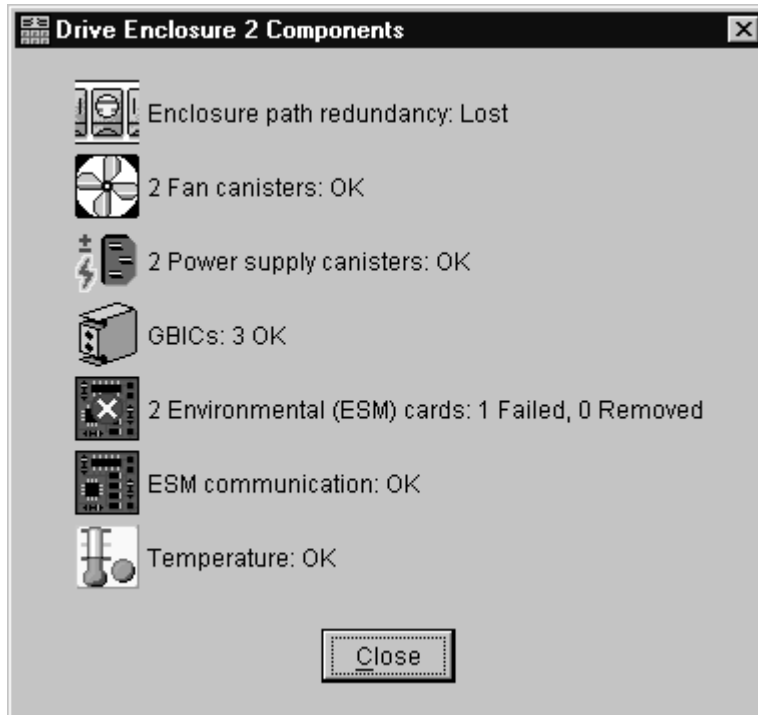 Drive Enclosure 2 Components
Enclosure path redundancy: Lost
2 Fan canisters: OK
2 Power supply canisters: OK
GBICs: 3 OK
2 Environmental (ESM) cards: 1 Failed, 0 Removed
ESM communication: OK
Temperature: OK
Close